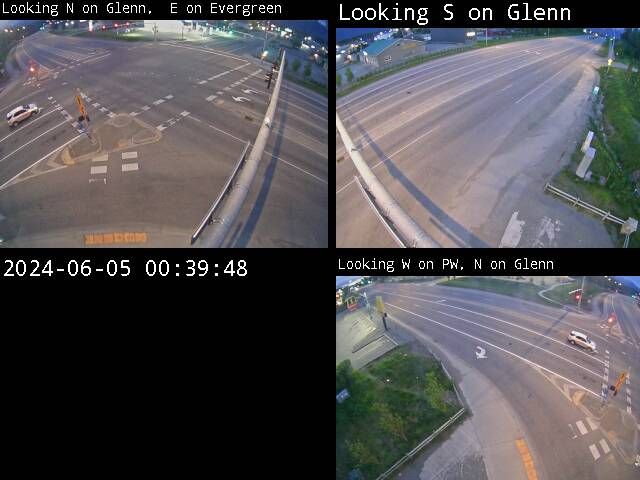 Looking N on Glenn,  E on Evergreen
Looking S on Glenn
2024-06-05 00:39:48
Looking W on PW, N on Glenn